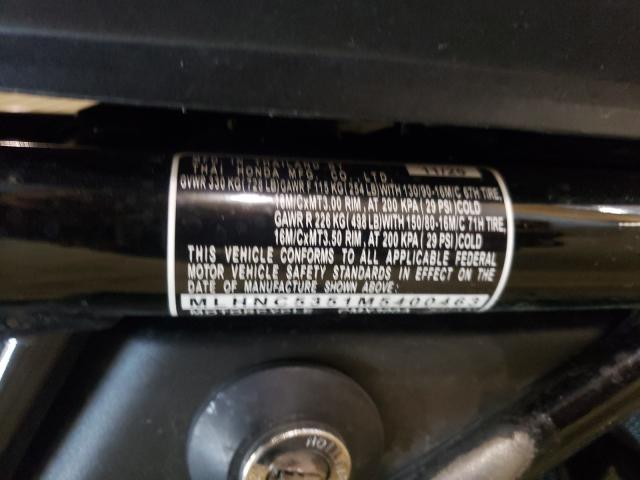 MADE IN THAILAND BY
THAI HONDA MFG. CO., LTD. 11/20
GVWR 330 KG(728 LB)GAWR F 115 KG(254 LB)WITH 130/90-16M/C 67H TIRE,
16M/CxMT3.00 RIM, AT 200 KPA(29 PSI)COLD
GAWR R 226 KG(498 LB)WITH 150/80-16M/C 71H TIRE,
16M/CxMT3.50 RIM, AT 200 KPA(29 PSI)COLD
THIS VEHICLE CONFORMS TO ALL APPLICABLE FEDERAL
MOTOR VEHICLE SAFETY STANDARDS IN EFFECT ON THE
DATE OF MANUFACTURE SHOWN ABOVE:
MLHNC5351M5400463
MOTORCYCLE